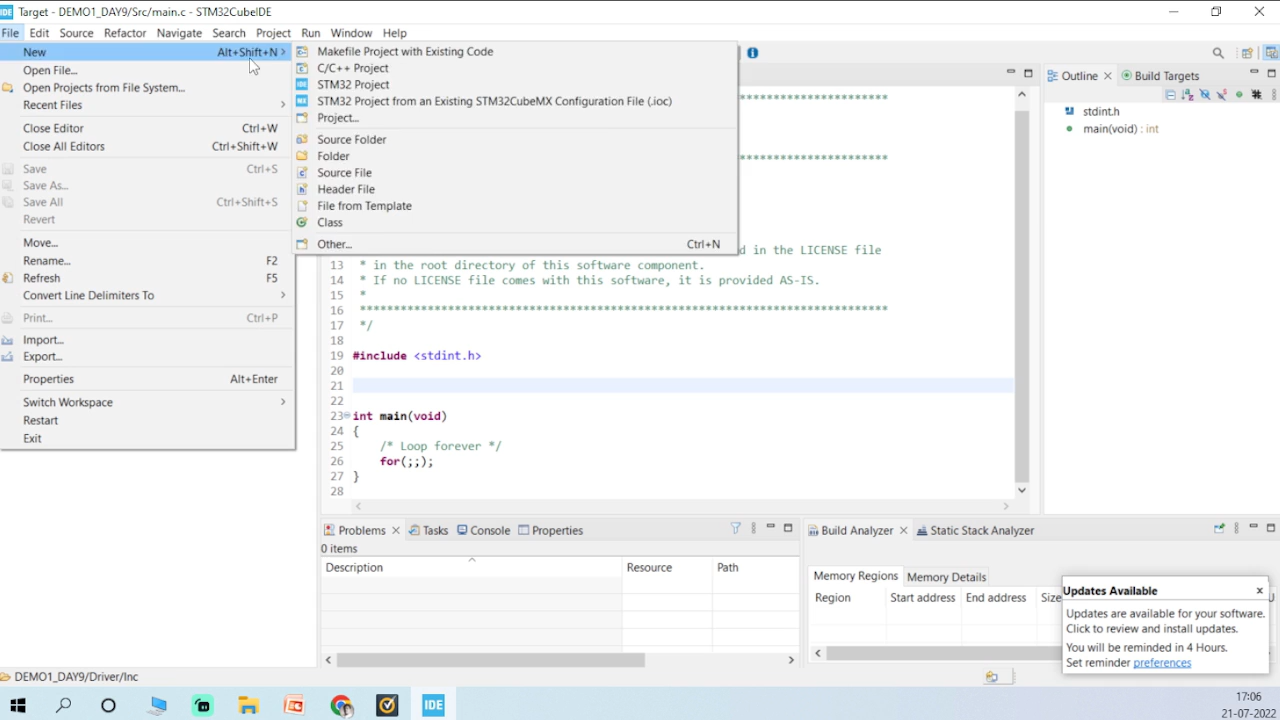 IDE Target - DEMO1_DAY9/Src/main.c - STM32CubeIDE
File Edit Source Refactor Navigate Search Project Run Window Help
New Alt+Shift+N
Open File...
Open Projects from File System...
Recent Files
Close Editor Ctrl+W
Close All Editors Ctrl+Shift+W
Save Ctrl+S
Save As...
Save All Ctrl+Shift+S
Revert
Move...
Rename... F2
Refresh F5
Convert Line Delimiters To
Print... Ctrl+P
Import...
Export...
Properties Alt+Enter
Switch Workspace
Restart
Exit
Makefile Project with Existing Code
C/C++ Project
IDE STM32 Project
MX STM32 Project from an Existing STM32CubeMX Configuration File (.ioc)
Project...
Source Folder
Folder
Source File
Header File
File from Template
Class
Other... Ctrl+N
**********************
**********************
d in the LICENSE file
13 * in the root directory of this software component.
14 * If no LICENSE file comes with this software, it is provided AS-IS.
15 *
16 ******************************************************************************
17 */
18
19 #include <stdint.h>
20
21
22
23 int main(void)
24 {
25 /* Loop forever */
26 for(;;);
27 }
28
Outline Build Targets
stdint.h
main(void) : int
Problems Tasks Console Properties
0 items
Description Resource Path
Build Analyzer Static Stack Analyzer
Memory Regions Memory Details
Region Start address End address Size U
Updates Available
Updates are available for your software.
Click to review and install updates.
You will be reminded in 4 Hours.
Set reminder preferences
DEMO1_DAY9/Driver/Inc
IDE
17:06
21-07-2022